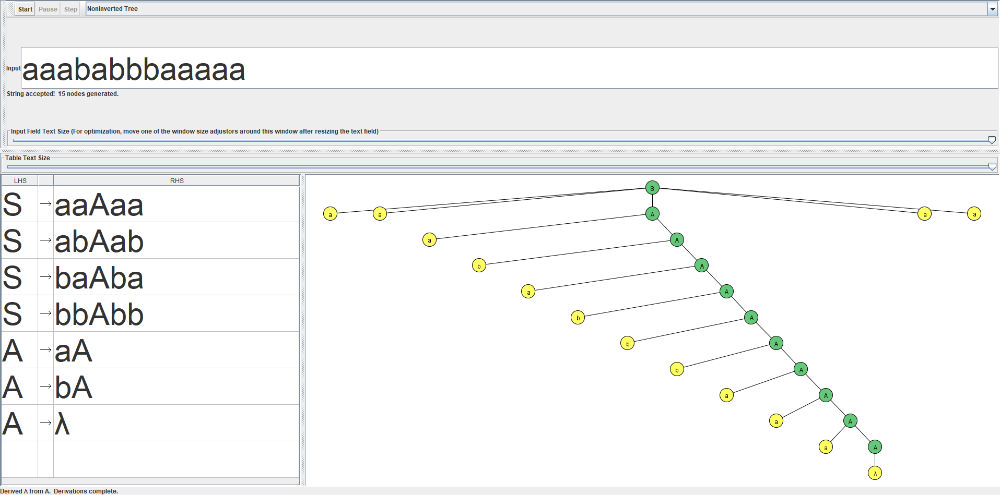 Start Pause Step Noninverted Tree
Input aaababbbaaaaa
String accepted! 15 nodes generated.
Input Field Text Size (For optimization, move one of the window size adjustors around this window after resizing the text field)
Table Text Size
LHS RHS
S → aaAaa
S → abAab
S → baAba
S → bbAbb
A → aA
A → bA
A → λ
S
a a A a a
a A
b A
a A
b A
b A
b A
a A
a A
a A
λ
Derived λ from A. Derivations complete.